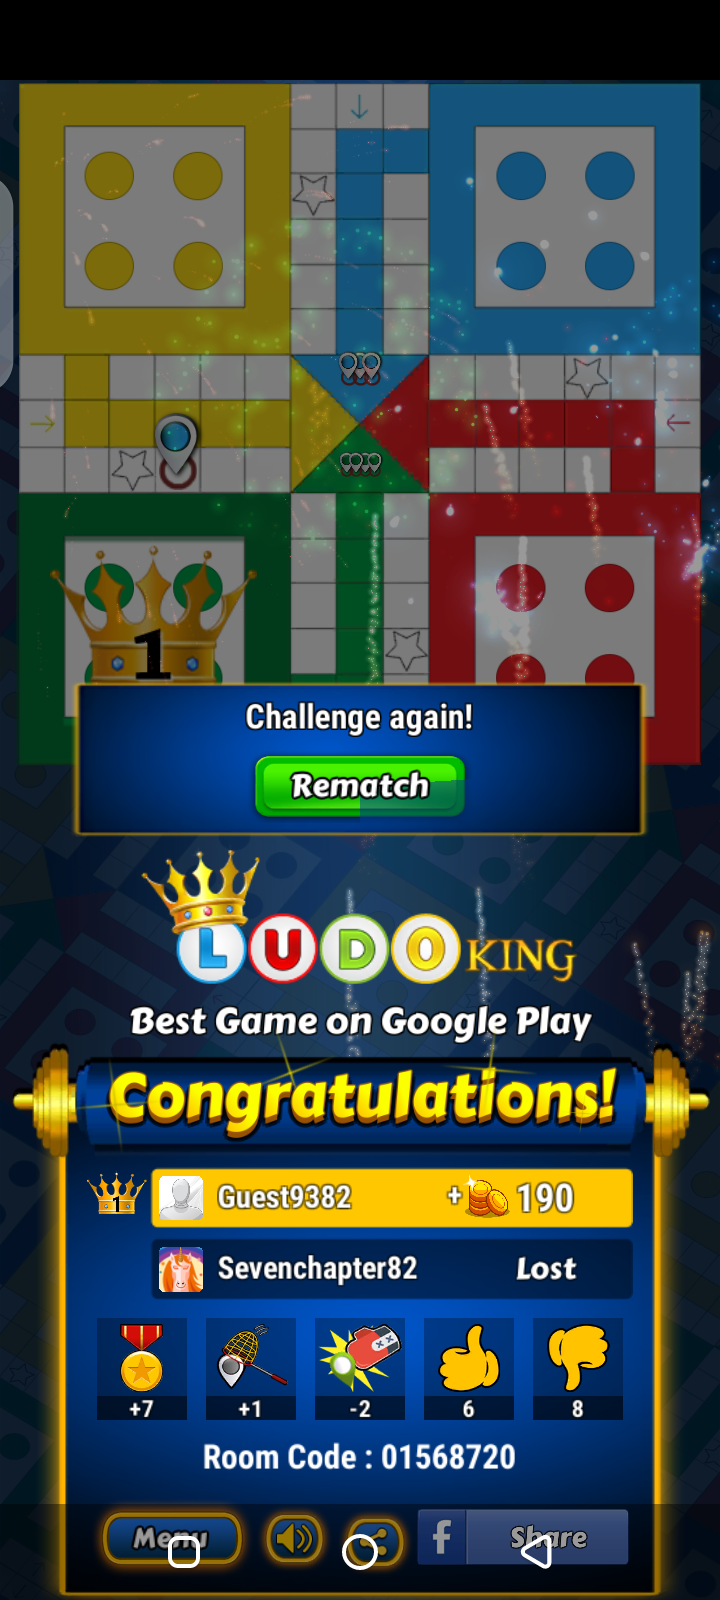 1
Challenge again!
Rematch
LUDO KING
Best Game on Google Play
Congratulations!
1 Guest9382 + 190
Sevenchapter82 Lost
+7 +1 -2 6 8
Room Code : 01568720
Menu f Share